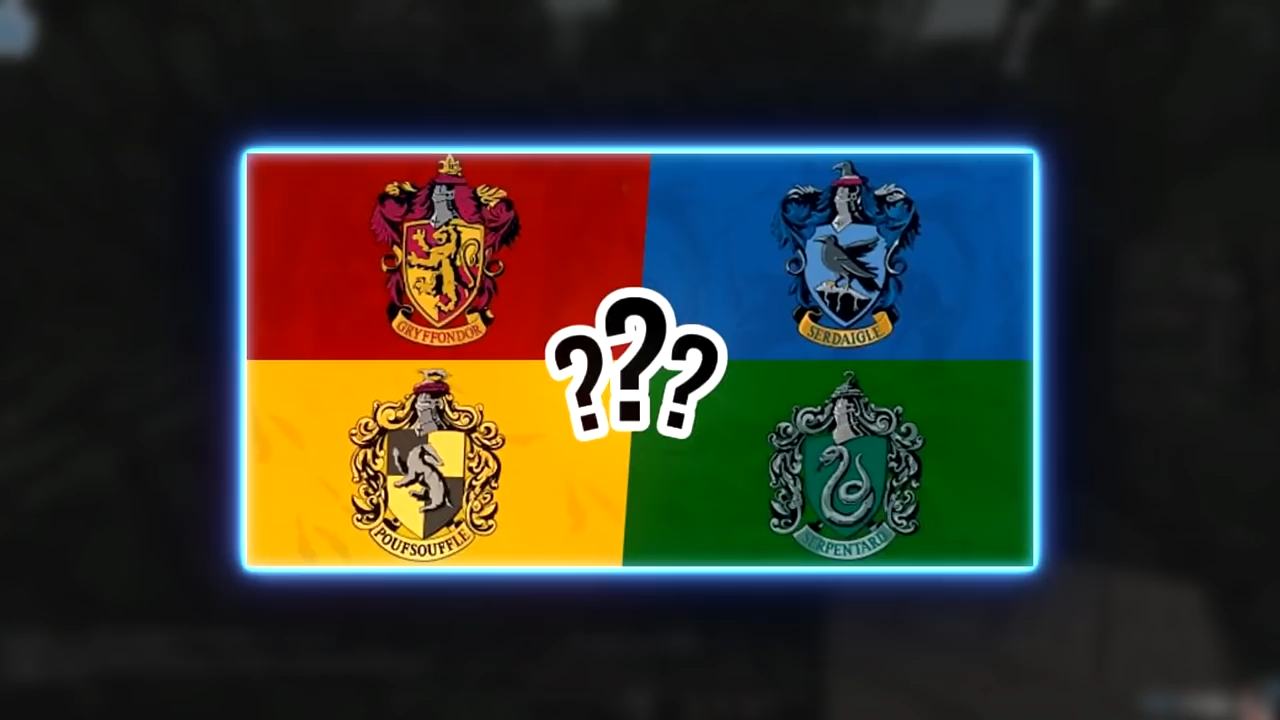 GRYFFONDOR
SERDAIGLE
???
POUFSOUFFLE
SERPENTARD